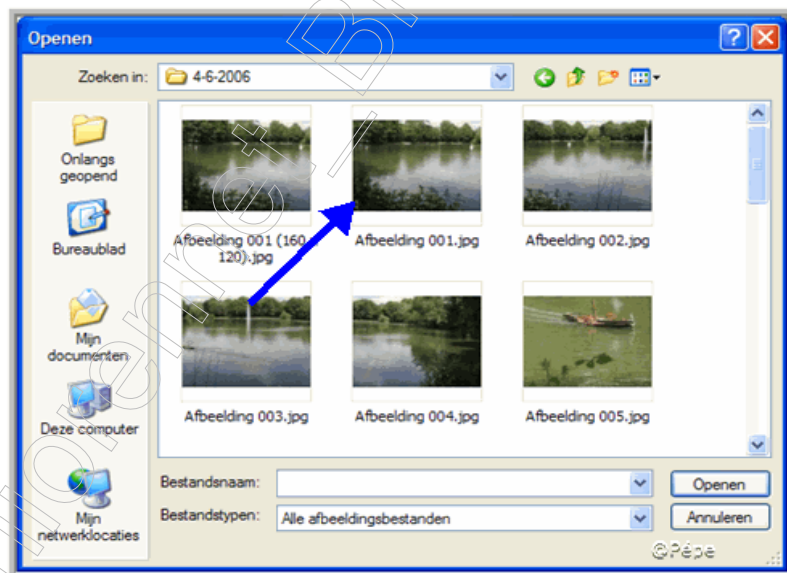 Openen
Zoeken in: 4-6-2006
Onlangs
geopend
Bureaublad
Mijn
documenten
Deze computer
Mijn
netwerklocaties
Afbeelding 001 (160
120).jpg
Afbeelding 001.jpg
Afbeelding 002.jpg
Afbeelding 003.jpg
Afbeelding 004.jpg
Afbeelding 005.jpg
Bestandsnaam:
Openen
Bestandstypen: Alle afbeeldingsbestanden
Annuleren
©Pépe